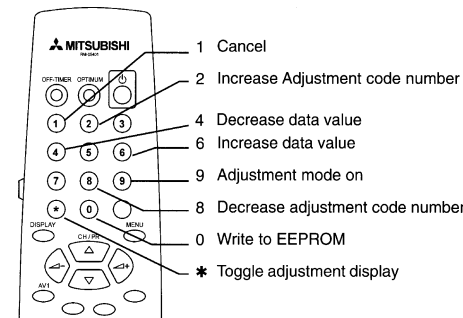 MITSUBISHI
OFF-TIMER OPTIMUM
1 2 3
4 5 6
7 8 9
* 0
DISPLAY MENU
CH / PR
- +
AV1
1 Cancel
2 Increase Adjustment code number
4 Decrease data value
6 Increase data value
9 Adjustment mode on
8 Decrease adjustment code number
0 Write to EEPROM
✱ Toggle adjustment display